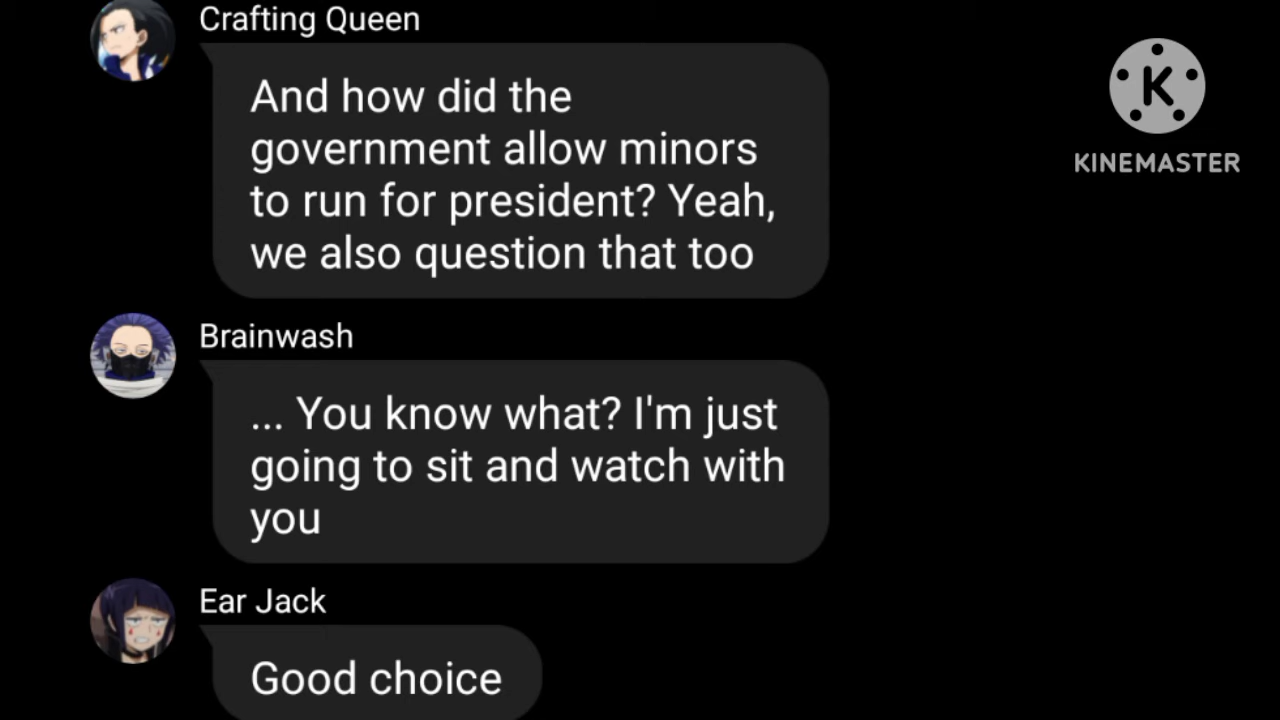 Crafting Queen
And how did the
government allow minors
to run for president? Yeah,
we also question that too
K
KINEMASTER
Brainwash
... You know what? I'm just
going to sit and watch with
you
Ear Jack
Good choice